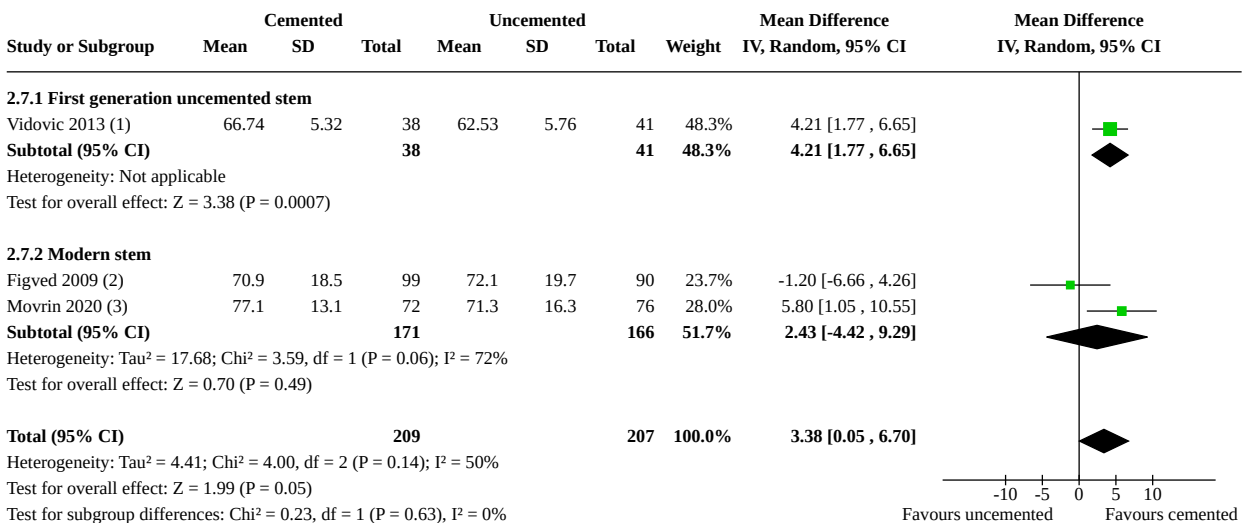 Cemented Uncemented Mean Difference Mean Difference
Study or Subgroup Mean SD Total Mean SD Total Weight IV, Random, 95% CI IV, Random, 95% CI
2.7.1 First generation uncemented stem
Vidovic 2013 (1) 66.74 5.32 38 62.53 5.76 41 48.3% 4.21 [1.77 , 6.65]
Subtotal (95% CI) 38 41 48.3% 4.21 [1.77 , 6.65]
Heterogeneity: Not applicable
Test for overall effect: Z = 3.38 (P = 0.0007)
2.7.2 Modern stem
Figved 2009 (2) 70.9 18.5 99 72.1 19.7 90 23.7% -1.20 [-6.66 , 4.26]
Movrin 2020 (3) 77.1 13.1 72 71.3 16.3 76 28.0% 5.80 [1.05 , 10.55]
Subtotal (95% CI) 171 166 51.7% 2.43 [-4.42 , 9.29]
Heterogeneity: Tau² = 17.68; Chi² = 3.59, df = 1 (P = 0.06); I² = 72%
Test for overall effect: Z = 0.70 (P = 0.49)
Total (95% CI) 209 207 100.0% 3.38 [0.05 , 6.70]
Heterogeneity: Tau² = 4.41; Chi² = 4.00, df = 2 (P = 0.14); I² = 50%
Test for overall effect: Z = 1.99 (P = 0.05)
-10 -5 0 5 10
Test for subgroup differences: Chi² = 0.23, df = 1 (P = 0.63), I² = 0%
Favours uncemented Favours cemented